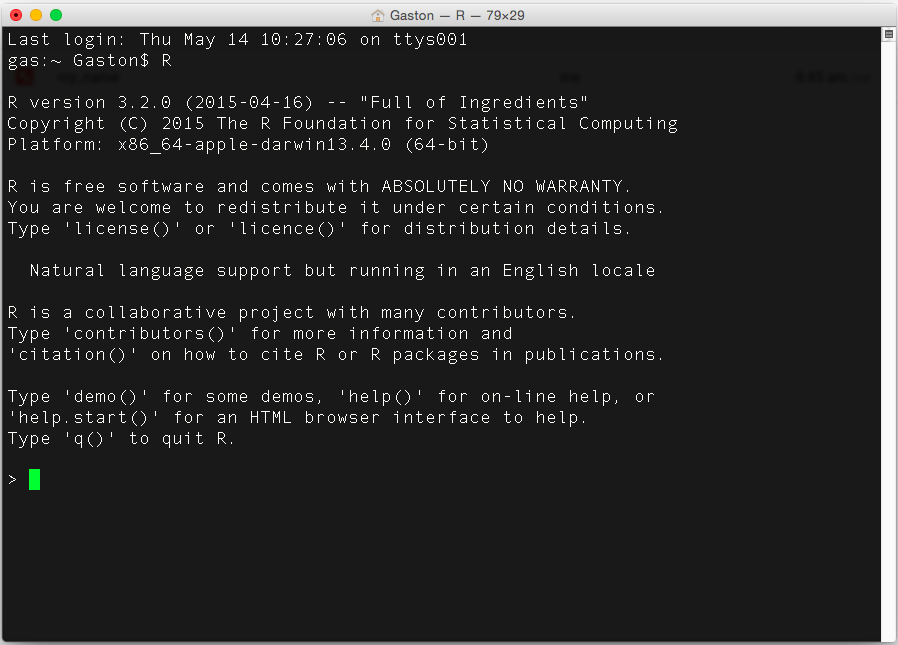 Gaston — R — 79×29
Last login: Thu May 14 10:27:06 on ttys001
gas:~ Gaston$ R
R version 3.2.0 (2015-04-16) -- "Full of Ingredients"
Copyright (C) 2015 The R Foundation for Statistical Computing
Platform: x86_64-apple-darwin13.4.0 (64-bit)
R is free software and comes with ABSOLUTELY NO WARRANTY.
You are welcome to redistribute it under certain conditions.
Type 'license()' or 'licence()' for distribution details.
Natural language support but running in an English locale
R is a collaborative project with many contributors.
Type 'contributors()' for more information and
'citation()' on how to cite R or R packages in publications.
Type 'demo()' for some demos, 'help()' for on-line help, or
'help.start()' for an HTML browser interface to help.
Type 'q()' to quit R.
>